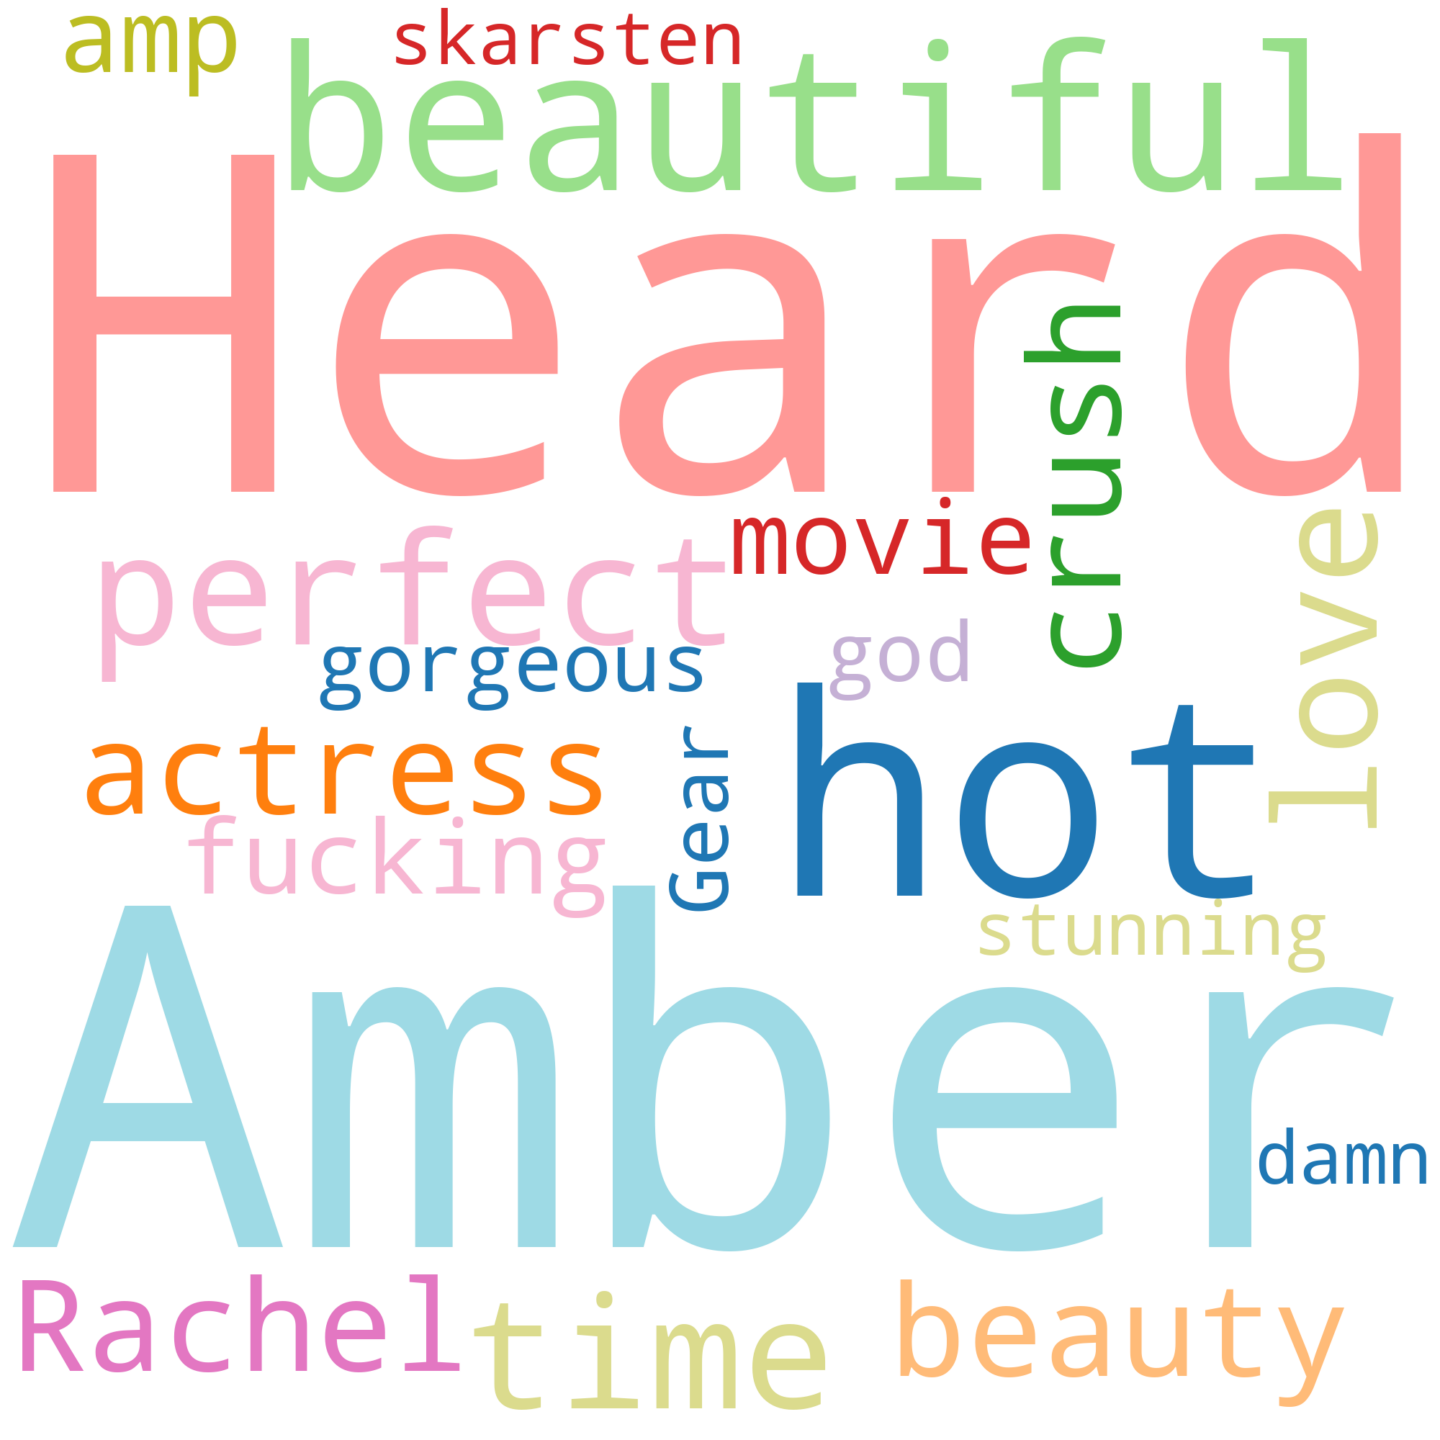 amp
skarsten
beautiful
Heard
crush
movie
love
perfect
gorgeous
god
hot
actress
Gear
fucking
stunning
Amber
damn
Rachel
time
beauty